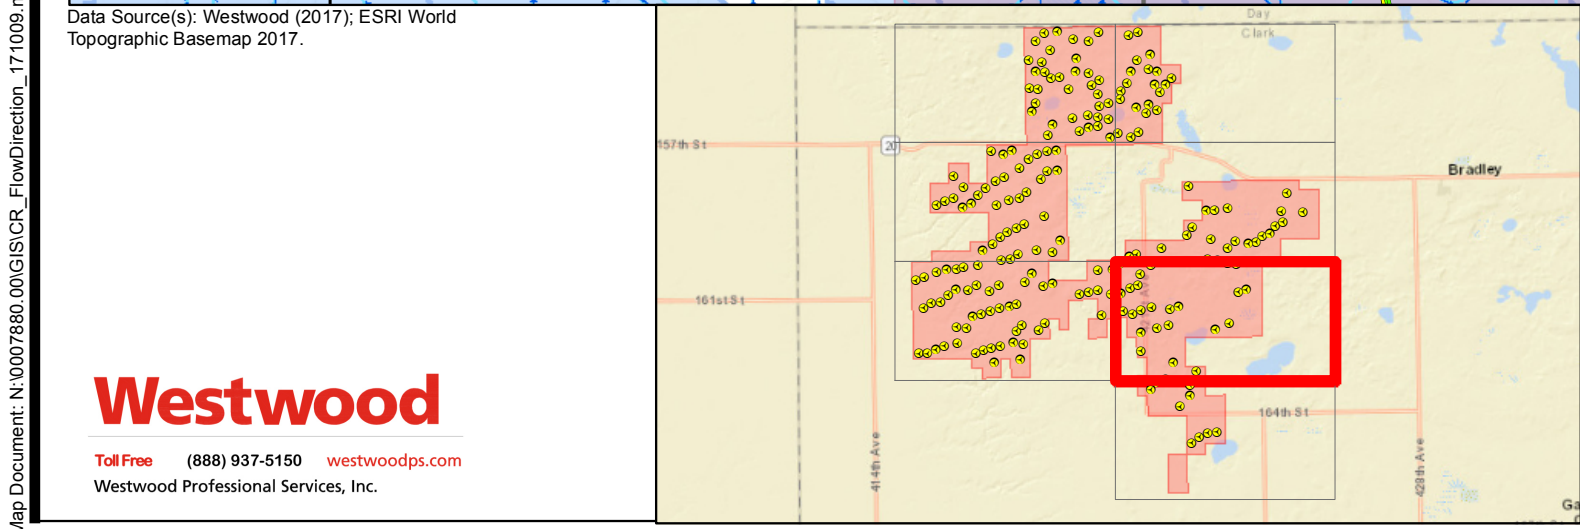 Data Source(s): Westwood (2017); ESRI World
Topographic Basemap 2017.
Westwood
Toll Free (888) 937-5150 westwoodps.com
Westwood Professional Services, Inc.
Map Document: N:\0007880.00\GIS\CR_FlowDirection_171009.m
Day
Clark
157th St
20
Bradley
161st St
164th St
414th Ave
428th Ave
Ga